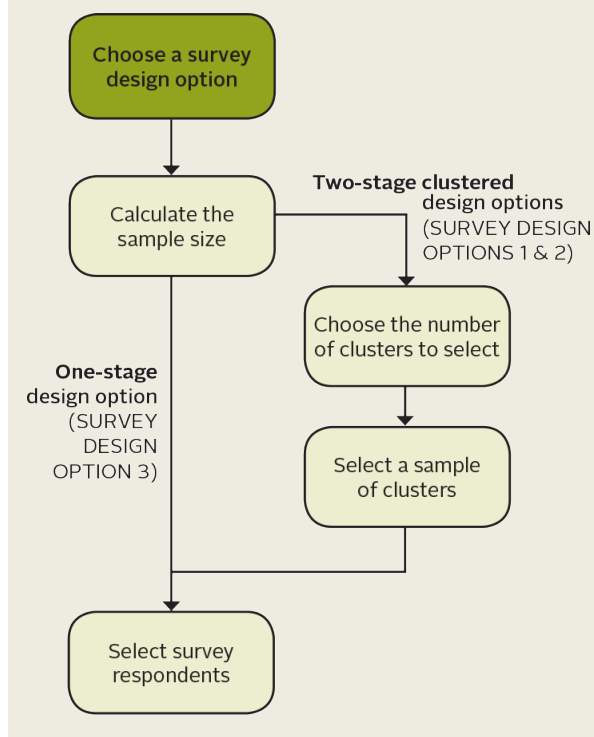 Choose a survey
design option
Calculate the
sample size
Two-stage clustered
design options
(SURVEY DESIGN
OPTIONS 1 & 2)
Choose the number
of clusters to select
One-stage
design option
(SURVEY
DESIGN
OPTION 3)
Select a sample
of clusters
Select survey
respondents